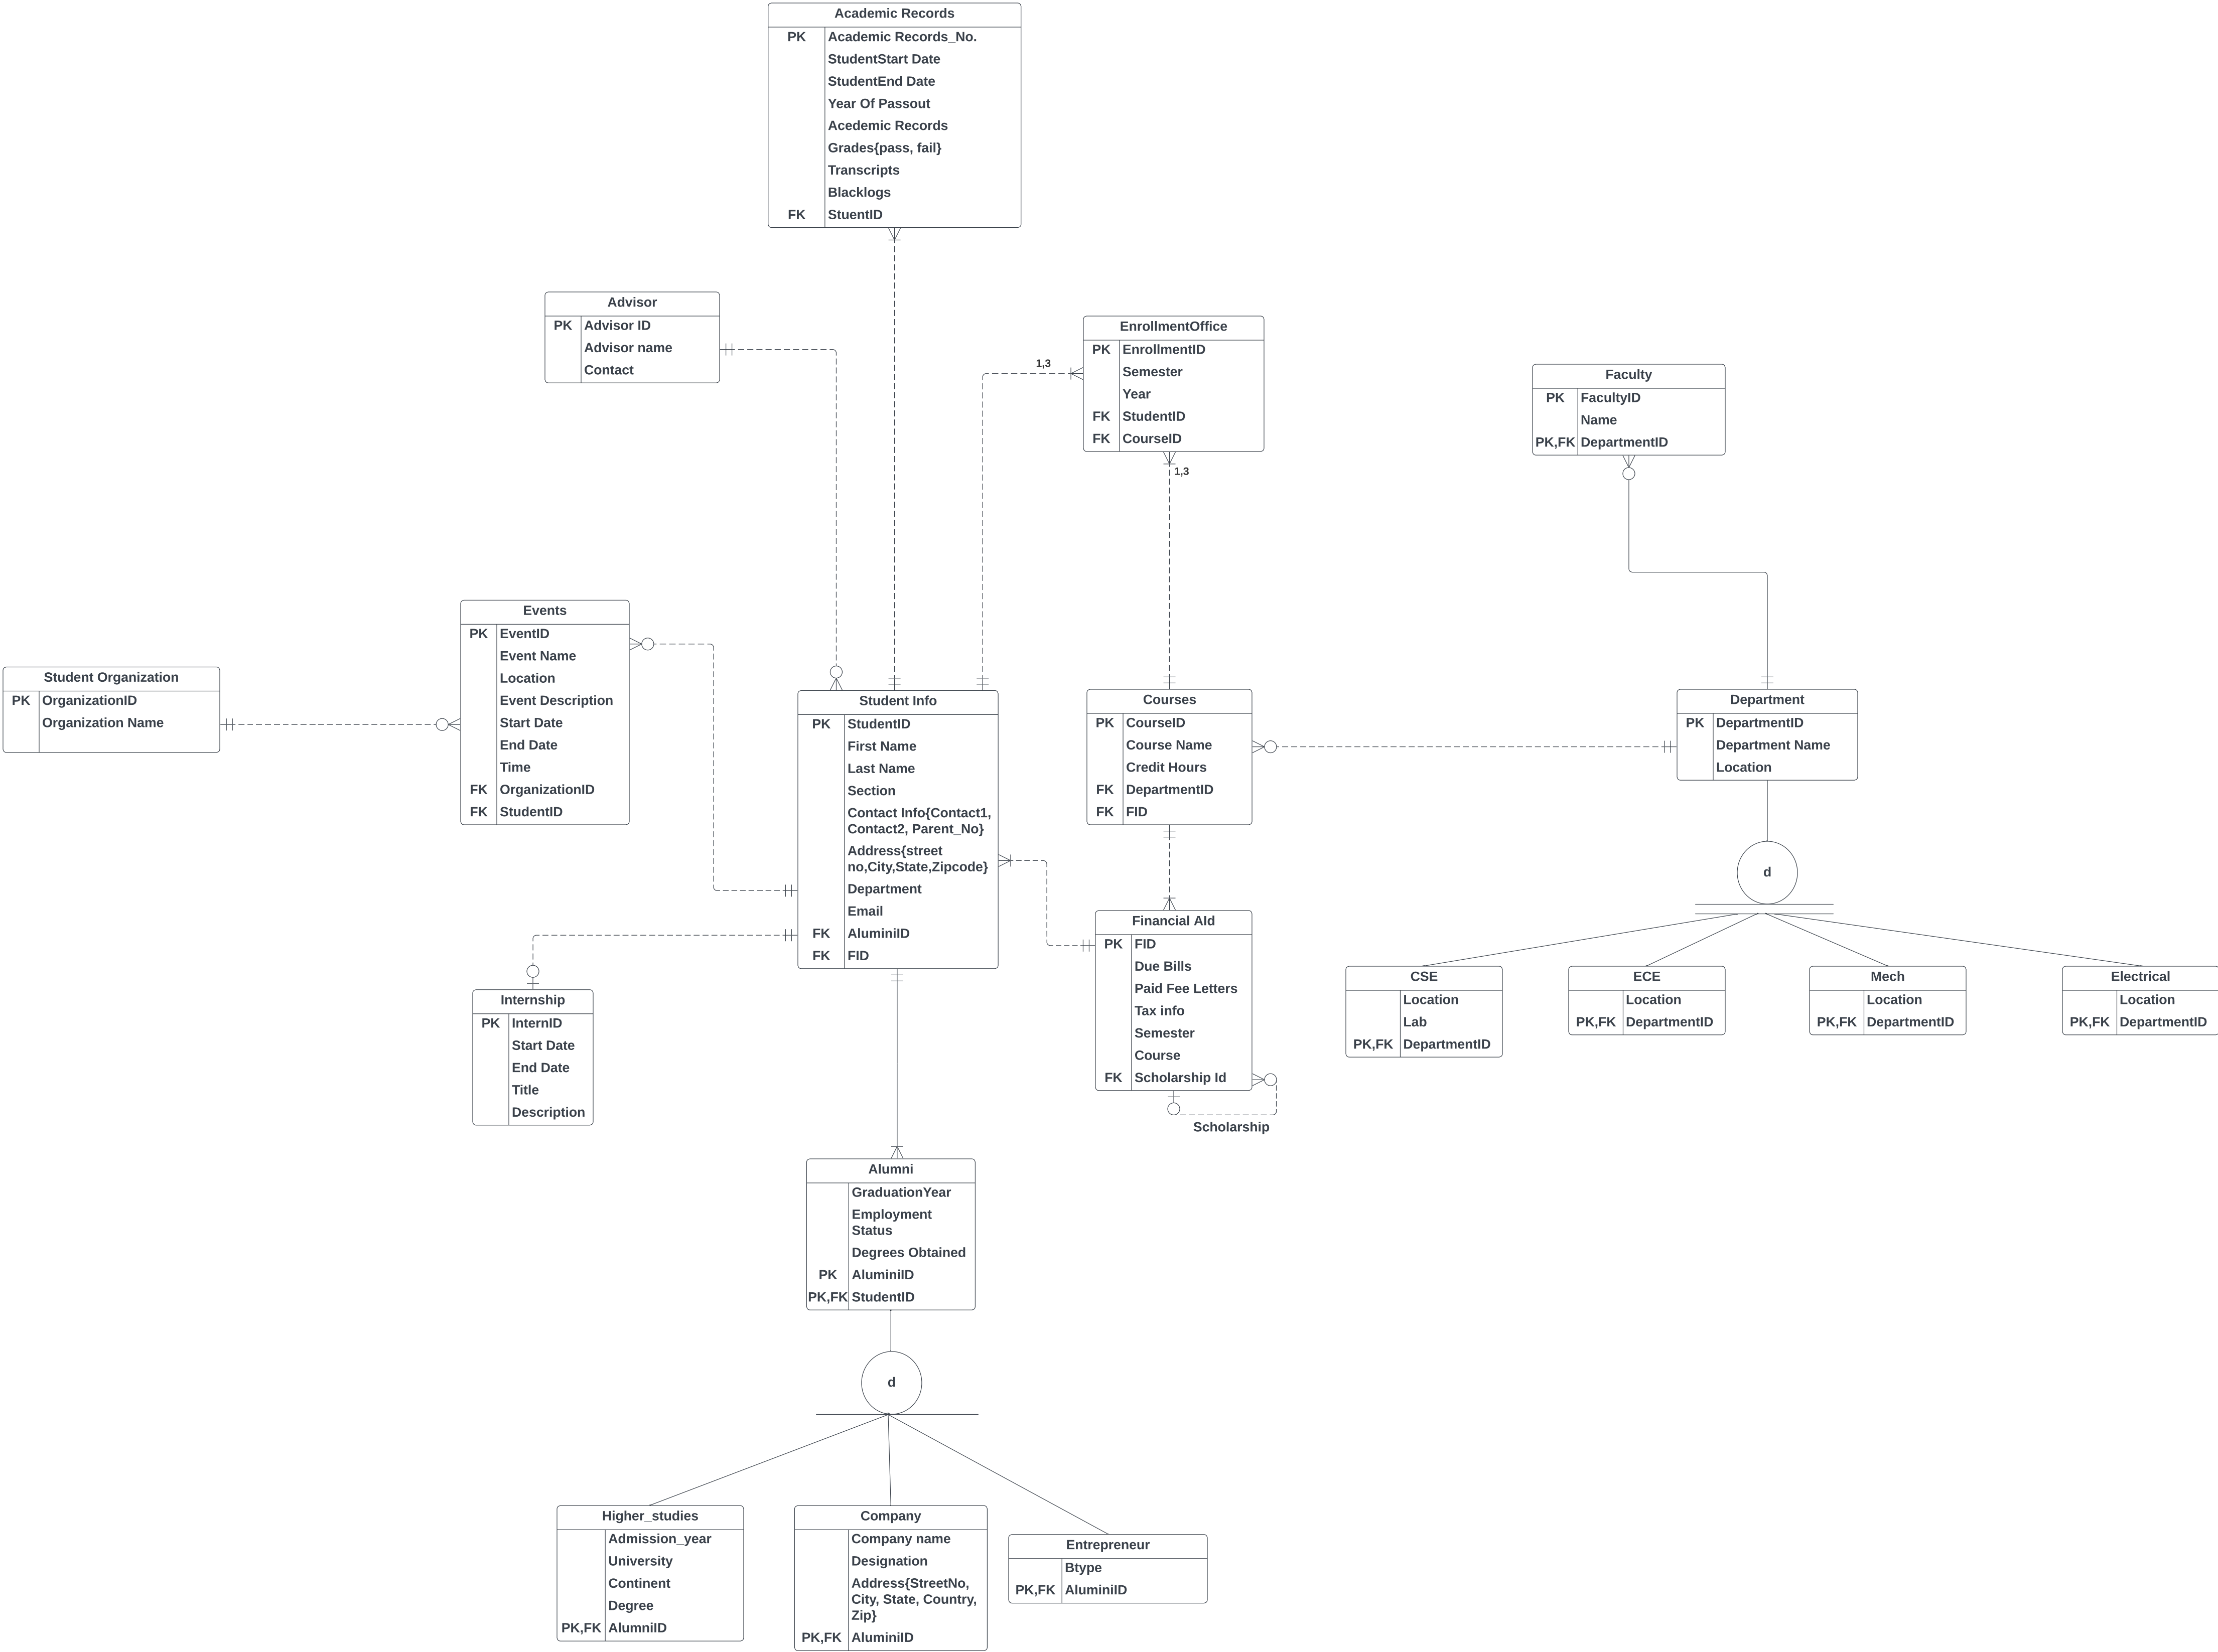 Academic Records
PK Academic Records_No.
StudentStart Date
StudentEnd Date
Year Of Passout
Acedemic Records
Grades{pass, fail}
Transcripts
Blacklogs
FK StuentID
Advisor
PK Advisor ID
Advisor name
Contact
1,3
EnrollmentOffice
PK EnrollmentID
Semester
Year
FK StudentID
FK CourseID
1,3
Faculty
PK FacultyID
Name
PK,FK DepartmentID
Student Organization
PK OrganizationID
Organization Name
Events
PK EventID
Event Name
Location
Event Description
Start Date
End Date
Time
FK OrganizationID
FK StudentID
Student Info
PK StudentID
First Name
Last Name
Section
Contact Info{Contact1,
Contact2, Parent_No}
Address{street
no,City,State,Zipcode}
Department
Email
FK AluminiID
FK FID
Courses
PK CourseID
Course Name
Credit Hours
FK DepartmentID
FK FID
Department
PK DepartmentID
Department Name
Location
d
Financial AId
PK FID
Due Bills
Paid Fee Letters
Tax info
Semester
Course
FK Scholarship Id
Scholarship
CSE
Location
Lab
PK,FK DepartmentID
ECE
Location
PK,FK DepartmentID
Mech
Location
PK,FK DepartmentID
Electrical
Location
PK,FK DepartmentID
Internship
PK InternID
Start Date
End Date
Title
Description
Alumni
GraduationYear
Employment
Status
Degrees Obtained
PK AluminiID
PK,FK StudentID
d
Higher_studies
Admission_year
University
Continent
Degree
PK,FK AlumniID
Company
Company name
Designation
Address{StreetNo,
City, State, Country,
Zip}
PK,FK AluminiID
Entrepreneur
Btype
PK,FK AluminiID